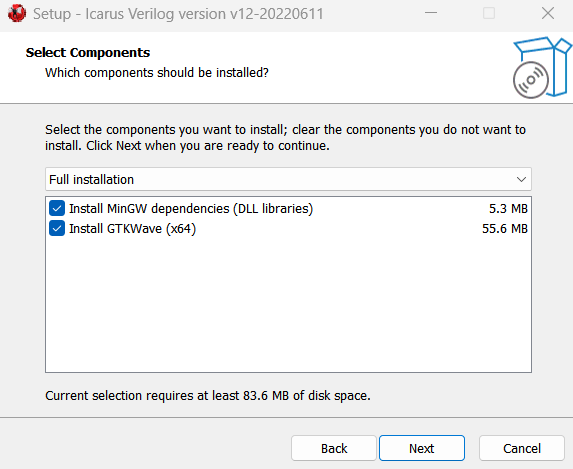 Setup - Icarus Verilog version v12-20220611
Select Components
Which components should be installed?
Select the components you want to install; clear the components you do not want to
install. Click Next when you are ready to continue.
Full installation
Install MinGW dependencies (DLL libraries) 5.3 MB
Install GTKWave (x64) 55.6 MB
Current selection requires at least 83.6 MB of disk space.
Back Next Cancel